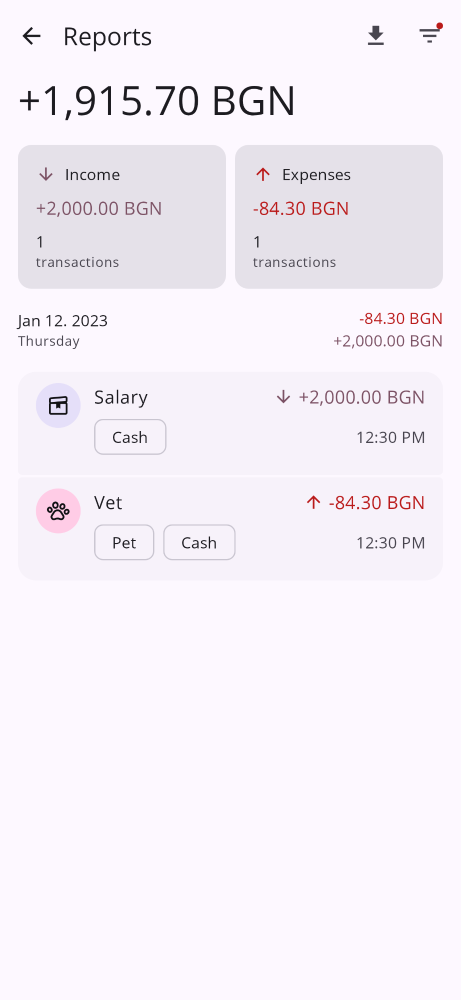 Reports
+1,915.70 BGN
Income
+2,000.00 BGN
1
transactions
Expenses
-84.30 BGN
1
transactions
Jan 12. 2023
Thursday
-84.30 BGN
+2,000.00 BGN
Salary
+2,000.00 BGN
Cash
12:30 PM
Vet
-84.30 BGN
Pet
Cash
12:30 PM